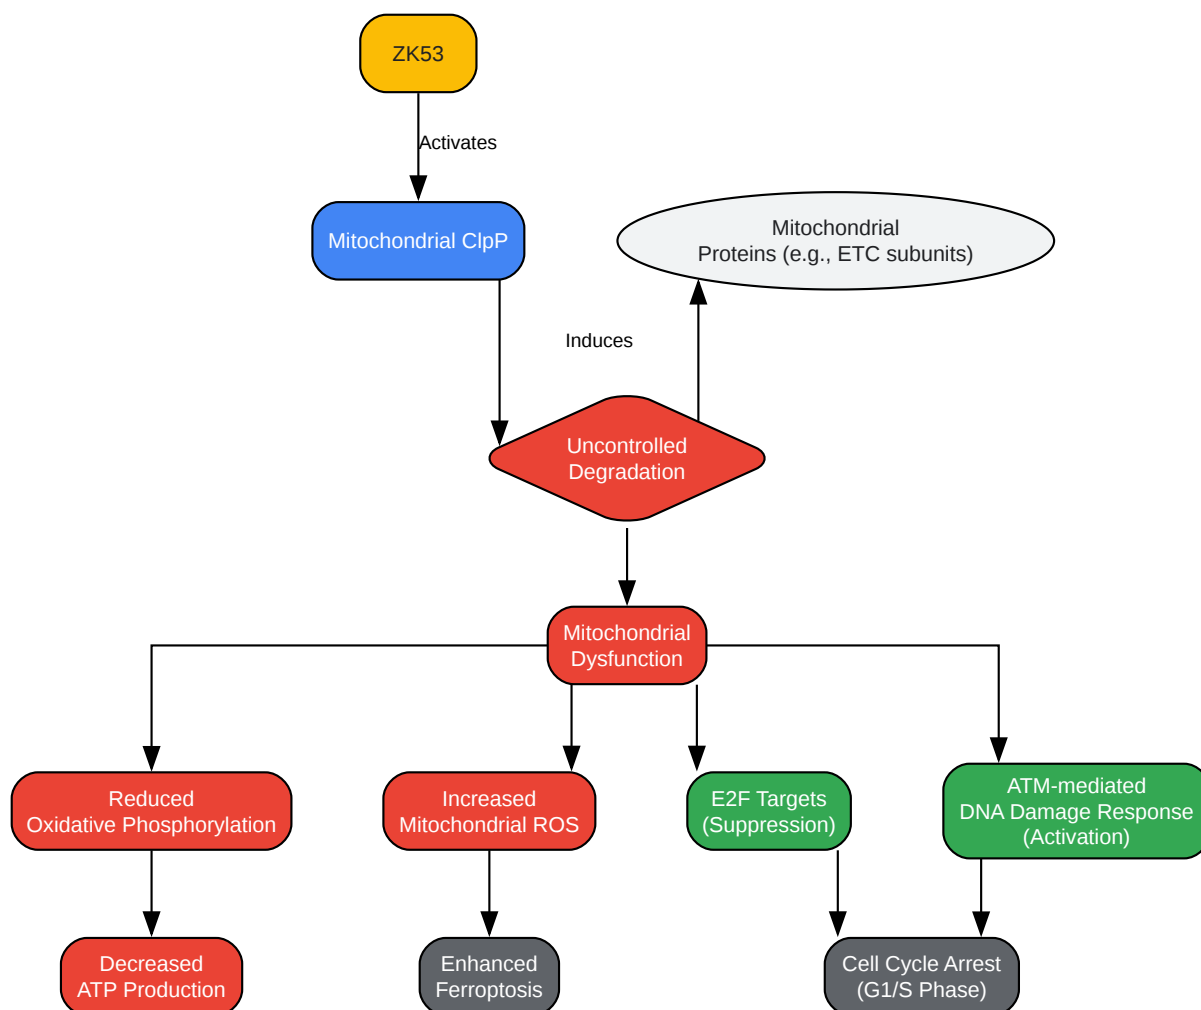 ZK53
Activates
Mitochondrial ClpP
Mitochondrial
Proteins (e.g., ETC subunits)
Induces
Uncontrolled
Degradation
Mitochondrial
Dysfunction
Reduced
Oxidative Phosphorylation
Increased
Mitochondrial ROS
E2F Targets
(Suppression)
ATM-mediated
DNA Damage Response
(Activation)
Decreased
ATP Production
Enhanced
Ferroptosis
Cell Cycle Arrest
(G1/S Phase)